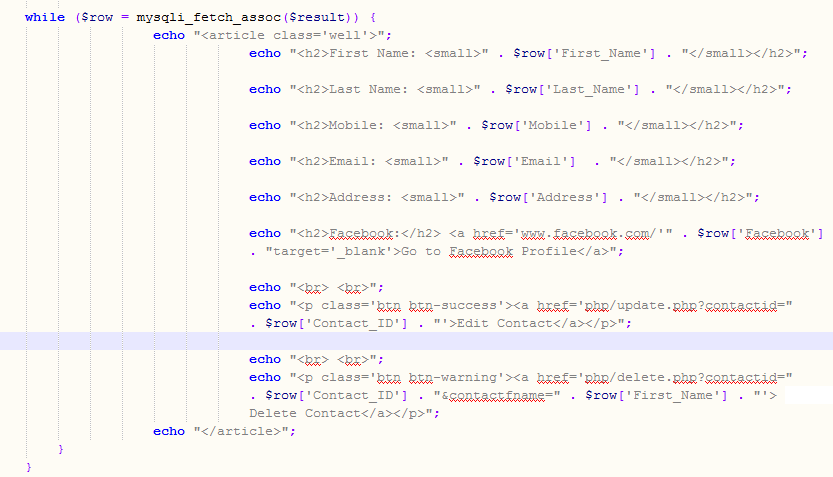 while ($row = mysqli_fetch_assoc($result)) {
echo "<article class='well'>";
echo "<h2>First Name: <small>" . $row['First_Name'] . "</small></h2>";
echo "<h2>Last Name: <small>" . $row['Last_Name'] . "</small></h2>";
echo "<h2>Mobile: <small>" . $row['Mobile'] . "</small></h2>";
echo "<h2>Email: <small>" . $row['Email']  . "</small></h2>";
echo "<h2>Address: <small>" . $row['Address'] . "</small></h2>";
echo "<h2>Facebook:</h2> <a href='www.facebook.com/'" . $row['Facebook']
. "target='_blank'>Go to Facebook Profile</a>";
echo "<br> <br>";
echo "<p class='btn btn-success'><a href='php/update.php?contactid="
. $row['Contact_ID'] . "'>Edit Contact</a></p>";
echo "<br> <br>";
echo "<p class='btn btn-warning'><a href='php/delete.php?contactid="
. $row['Contact_ID'] . "&contactfname=" . $row['First_Name'] . "'>
Delete Contact</a></p>";
echo "</article>";
}
}